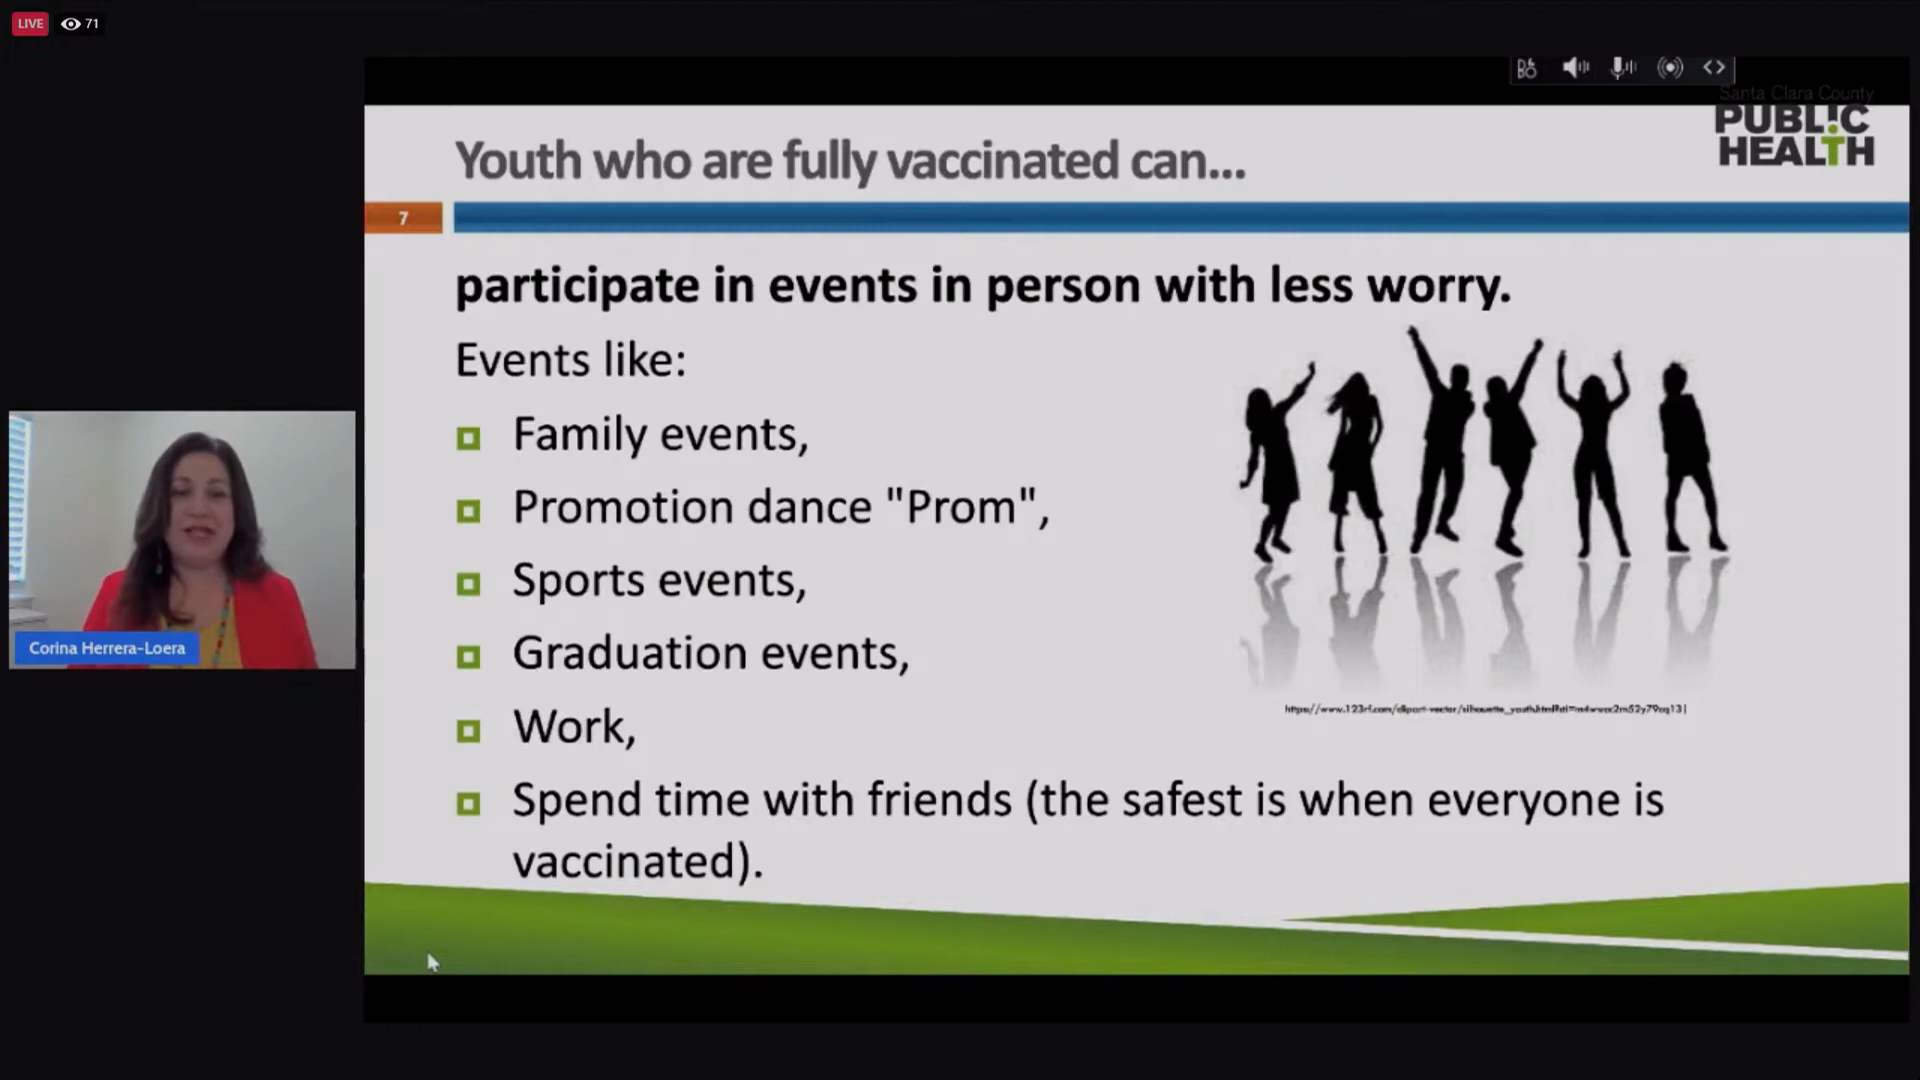 LIVE 71
Santa Clara County
PUBLIC
HEALTH
Youth who are fully vaccinated can...
7
participate in events in person with less worry.
Events like:
Family events,
Promotion dance "Prom",
Sports events,
Graduation events,
Work,
Spend time with friends (the safest is when everyone is
vaccinated).
Corina Herrera-Loera